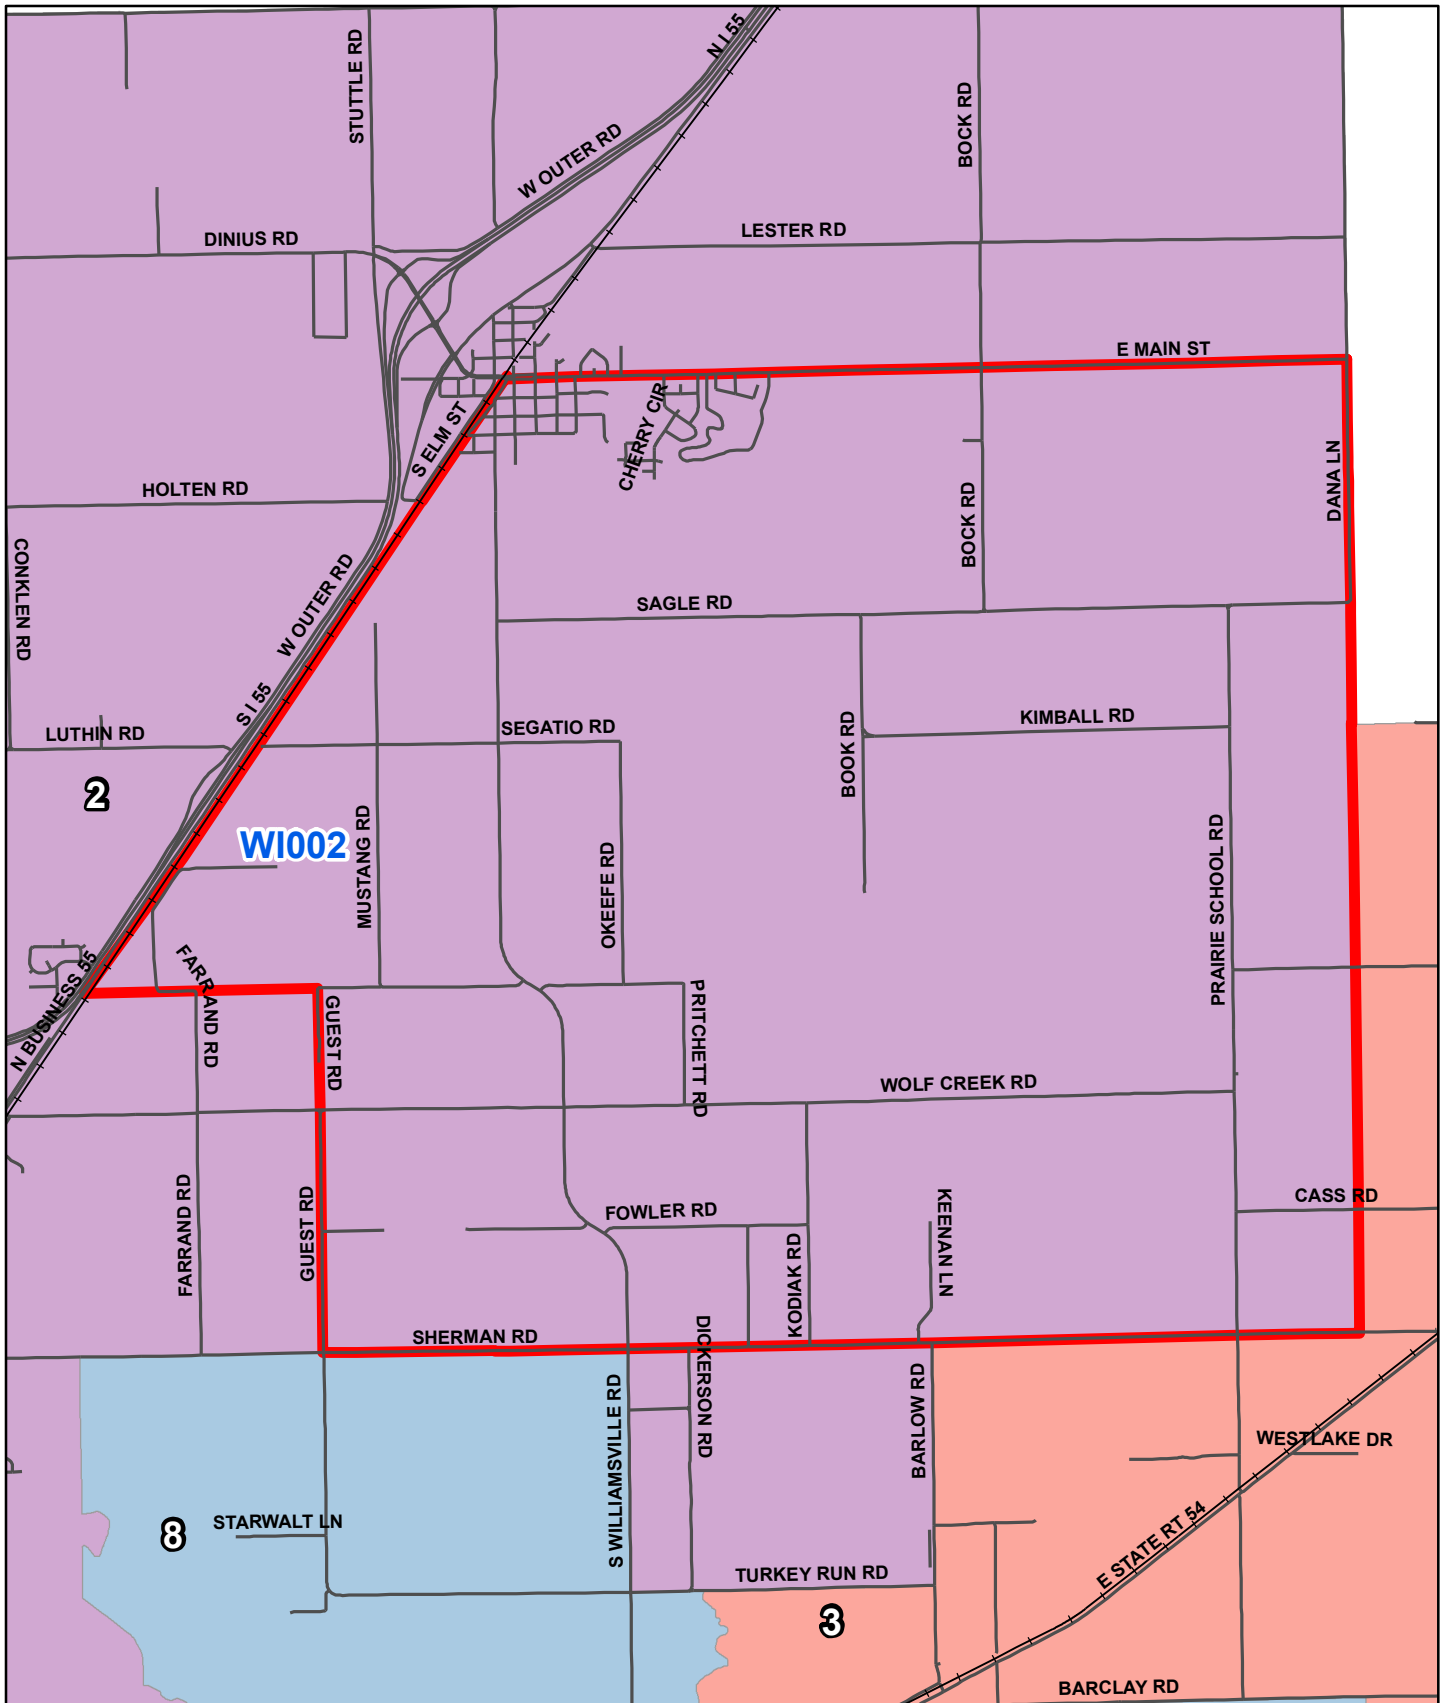 N I 55
STUTTLE RD
BOCK RD
W OUTER RD
DINIUS RD
LESTER RD
E MAIN ST
S ELM ST
CHERRY CIR
DANA LN
HOLTEN RD
BOCK RD
CONKLEN RD
W OUTER RD
SAGLE RD
S I 55
LUTHIN RD
SEGATIO RD
BOOK RD
KIMBALL RD
2
WI002
MUSTANG RD
OKEEFE RD
PRAIRIE SCHOOL RD
N BUSINESS 55
FARRAND RD
GUEST RD
PRITCHETT RD
WOLF CREEK RD
FARRAND RD
GUEST RD
FOWLER RD
KODIAK RD
KEENAN LN
CASS RD
SHERMAN RD
DICKERSON RD
S WILLIAMSVILLE RD
BARLOW RD
WESTLAKE DR
8
STARWALT LN
E STATE RT 54
TURKEY RUN RD
3
BARCLAY RD